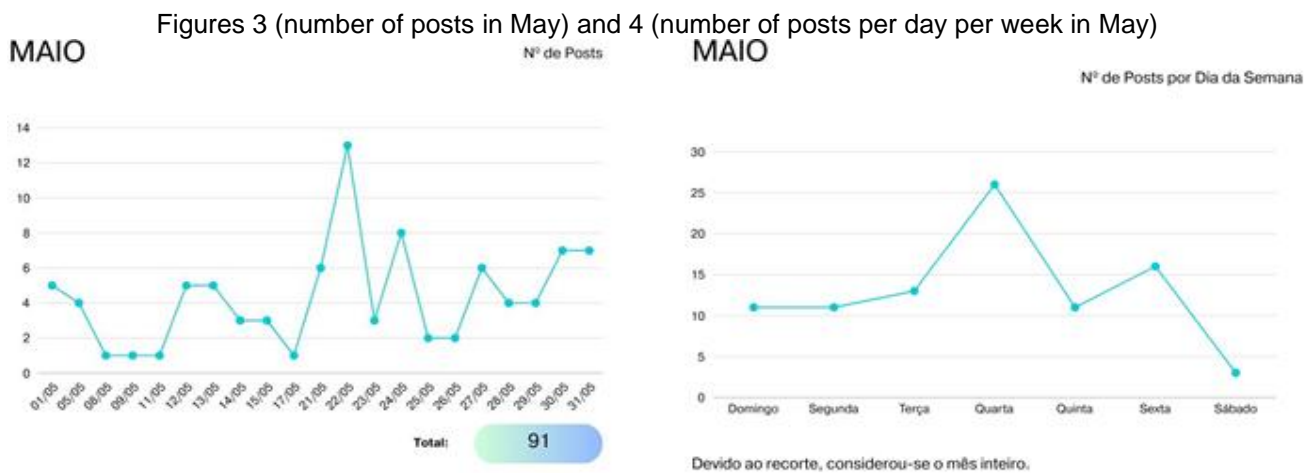 Figures 3 (number of posts in May) and 4 (number of posts per day per week in May)
MAIO
Nº de Posts
14
12
10
8
6
4
2
0
01/05 05/05 08/05 09/05 11/05 12/05 13/05 14/05 15/05 17/05 21/05 22/05 23/05 24/05 25/05 26/05 27/05 28/05 29/05 30/05 31/05
Total: 91
MAIO
Nº de Posts por Dia da Semana
30
25
20
15
10
5
0
Domingo Segunda Terça Quarta Quinta Sexta Sábado
Devido ao recorte, considerou-se o mês inteiro.